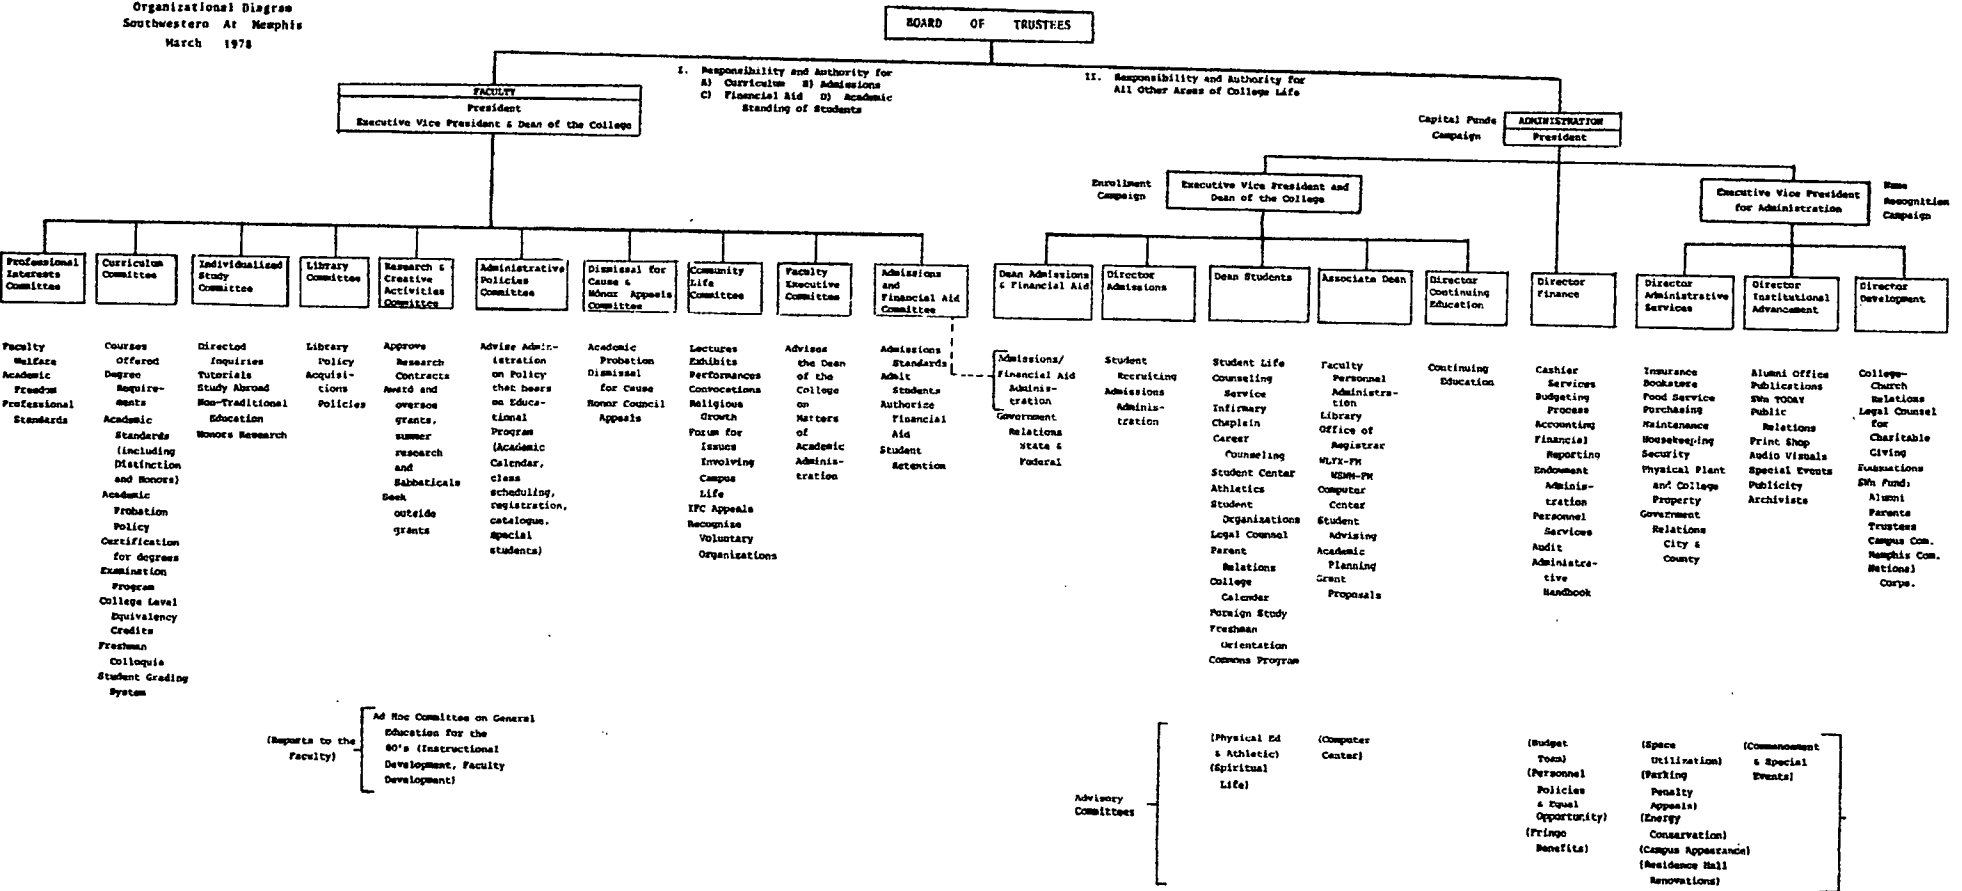 Organizational Diagram
Southwestern At Memphis
March 1978
BOARD OF TRUSTEES
I. Responsibility and Authority for
A) Curriculum B) Admissions
C) Financial Aid D) Academic
Standing of Students
II. Responsibility and Authority for
All Other Areas of College Life
FACULTY
President
Executive Vice President & Dean of the College
Capital Funds
Campaign
ADMINISTRATION
President
Enrollment
Campaign
Executive Vice President and
Dean of the College
Executive Vice President
for Administration
Name
Recognition
Campaign
Professional
Interests
Committee
Curriculum
Committee
Individualized
Study
Committee
Library
Committee
Research &
Creative
Activities
Committee
Administrative
Policies
Committee
Dismissal for
Cause &
Honor Appeals
Committee
Community
Life
Committee
Faculty
Executive
Committee
Admissions
and
Financial Aid
Committee
Dean Admissions
& Financial Aid
Director
Admissions
Dean Students
Associate Dean
Director
Continuing
Education
Director
Finance
Director
Administrative
Services
Director
Institutional
Advancement
Director
Development
Faculty
Welfare
Academic
Freedom
Professional
Standards
Courses
Offered
Degree
Require-
ments
Academic
Standards
(including
Distinction
and Honors)
Academic
Probation
Policy
Certification
for degrees
Examination
Program
College Level
Equivalency
Credits
Freshman
Colloquia
Student Grading
System
Directed
Inquiries
Tutorials
Study Abroad
Non-Traditional
Education
Honors Research
Library
Policy
Acquisi-
tions
Policies
Approve
Research
Contracts
Award and
oversee
grants,
summer
research
and
Sabbaticals
Seek
outside
grants
Advise Admin-
istration
on Policy
that bears
on Educa-
tional
Program
(Academic
Calendar,
class
scheduling,
registration,
catalogue,
special
students)
Academic
Probation
Dismissal
for Cause
Honor Council
Appeals
Lectures
Exhibits
Performances
Convocations
Religious
Growth
Forum for
Issues
Involving
Campus
Life
IFC Appeals
Recognize
Voluntary
Organizations
Advises
the Dean
of the
College
on
Matters
of
Academic
Adminis-
tration
Admissions
Standards
Admit
Students
Authorize
Financial
Aid
Student
Retention
Admissions/
Financial Aid
Adminis-
tration
Government
Relations
State &
Federal
Student
Recruiting
Admissions
Adminis-
tration
Student Life
Counseling
Service
Infirmary
Chaplain
Career
Counseling
Student Center
Athletics
Student
Organizations
Legal Counsel
Parent
Relations
College
Calendar
Foreign Study
Freshman
Orientation
Commons Program
Faculty
Personnel
Administra-
tion
Library
Office of
Registrar
WLYX-FM
WSWM-FM
Computer
Center
Student
Advising
Academic
Planning
Grant
Proposals
Continuing
Education
Cashier
Services
Budgeting
Process
Accounting
Financial
Reporting
Endowment
Adminis-
tration
Personnel
Services
Audit
Administra-
tive
Handbook
Insurance
Bookstore
Food Service
Purchasing
Maintenance
Housekeeping
Security
Physical Plant
and College
Property
Government
Relations
City &
County
Alumni Office
Publications
SWn TODAY
Public
Relations
Print Shop
Audio Visuals
Special Events
Publicity
Archivists
College-
Church
Relations
Legal Counsel
for
Charitable
Giving
Foundations
SWn Fund:
Alumni
Parents
Trustees
Campus Com.
Memphis Com.
National
Corps.
(Reports to the
Faculty)
Ad Hoc Committee on General
Education for the
80's (Instructional
Development, Faculty
Development)
Advisory
Committees
(Physical Ed
& Athletic)
(Spiritual
Life)
(Computer
Center)
(Budget
Team)
(Personnel
Policies
& Equal
Opportunity)
(Fringe
Benefits)
(Space
Utilization)
(Parking
Penalty
Appeals)
(Energy
Conservation)
(Campus Appearance)
(Residence Hall
Renovations)
(Commencement
& Special
Events)